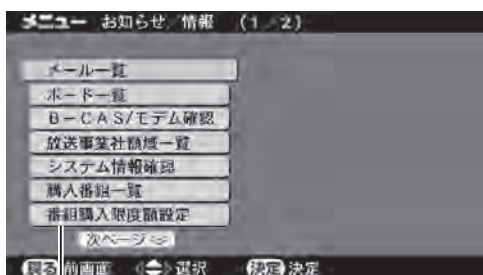 メニュー お知らせ/情報 (1/2)
メール一覧
ボード一覧
B-CAS/モデム確認
放送事業社領域一覧
システム情報確認
購入番組一覧
番組購入限度額設定
次ページ
戻る 前画面 選択 決定 決定